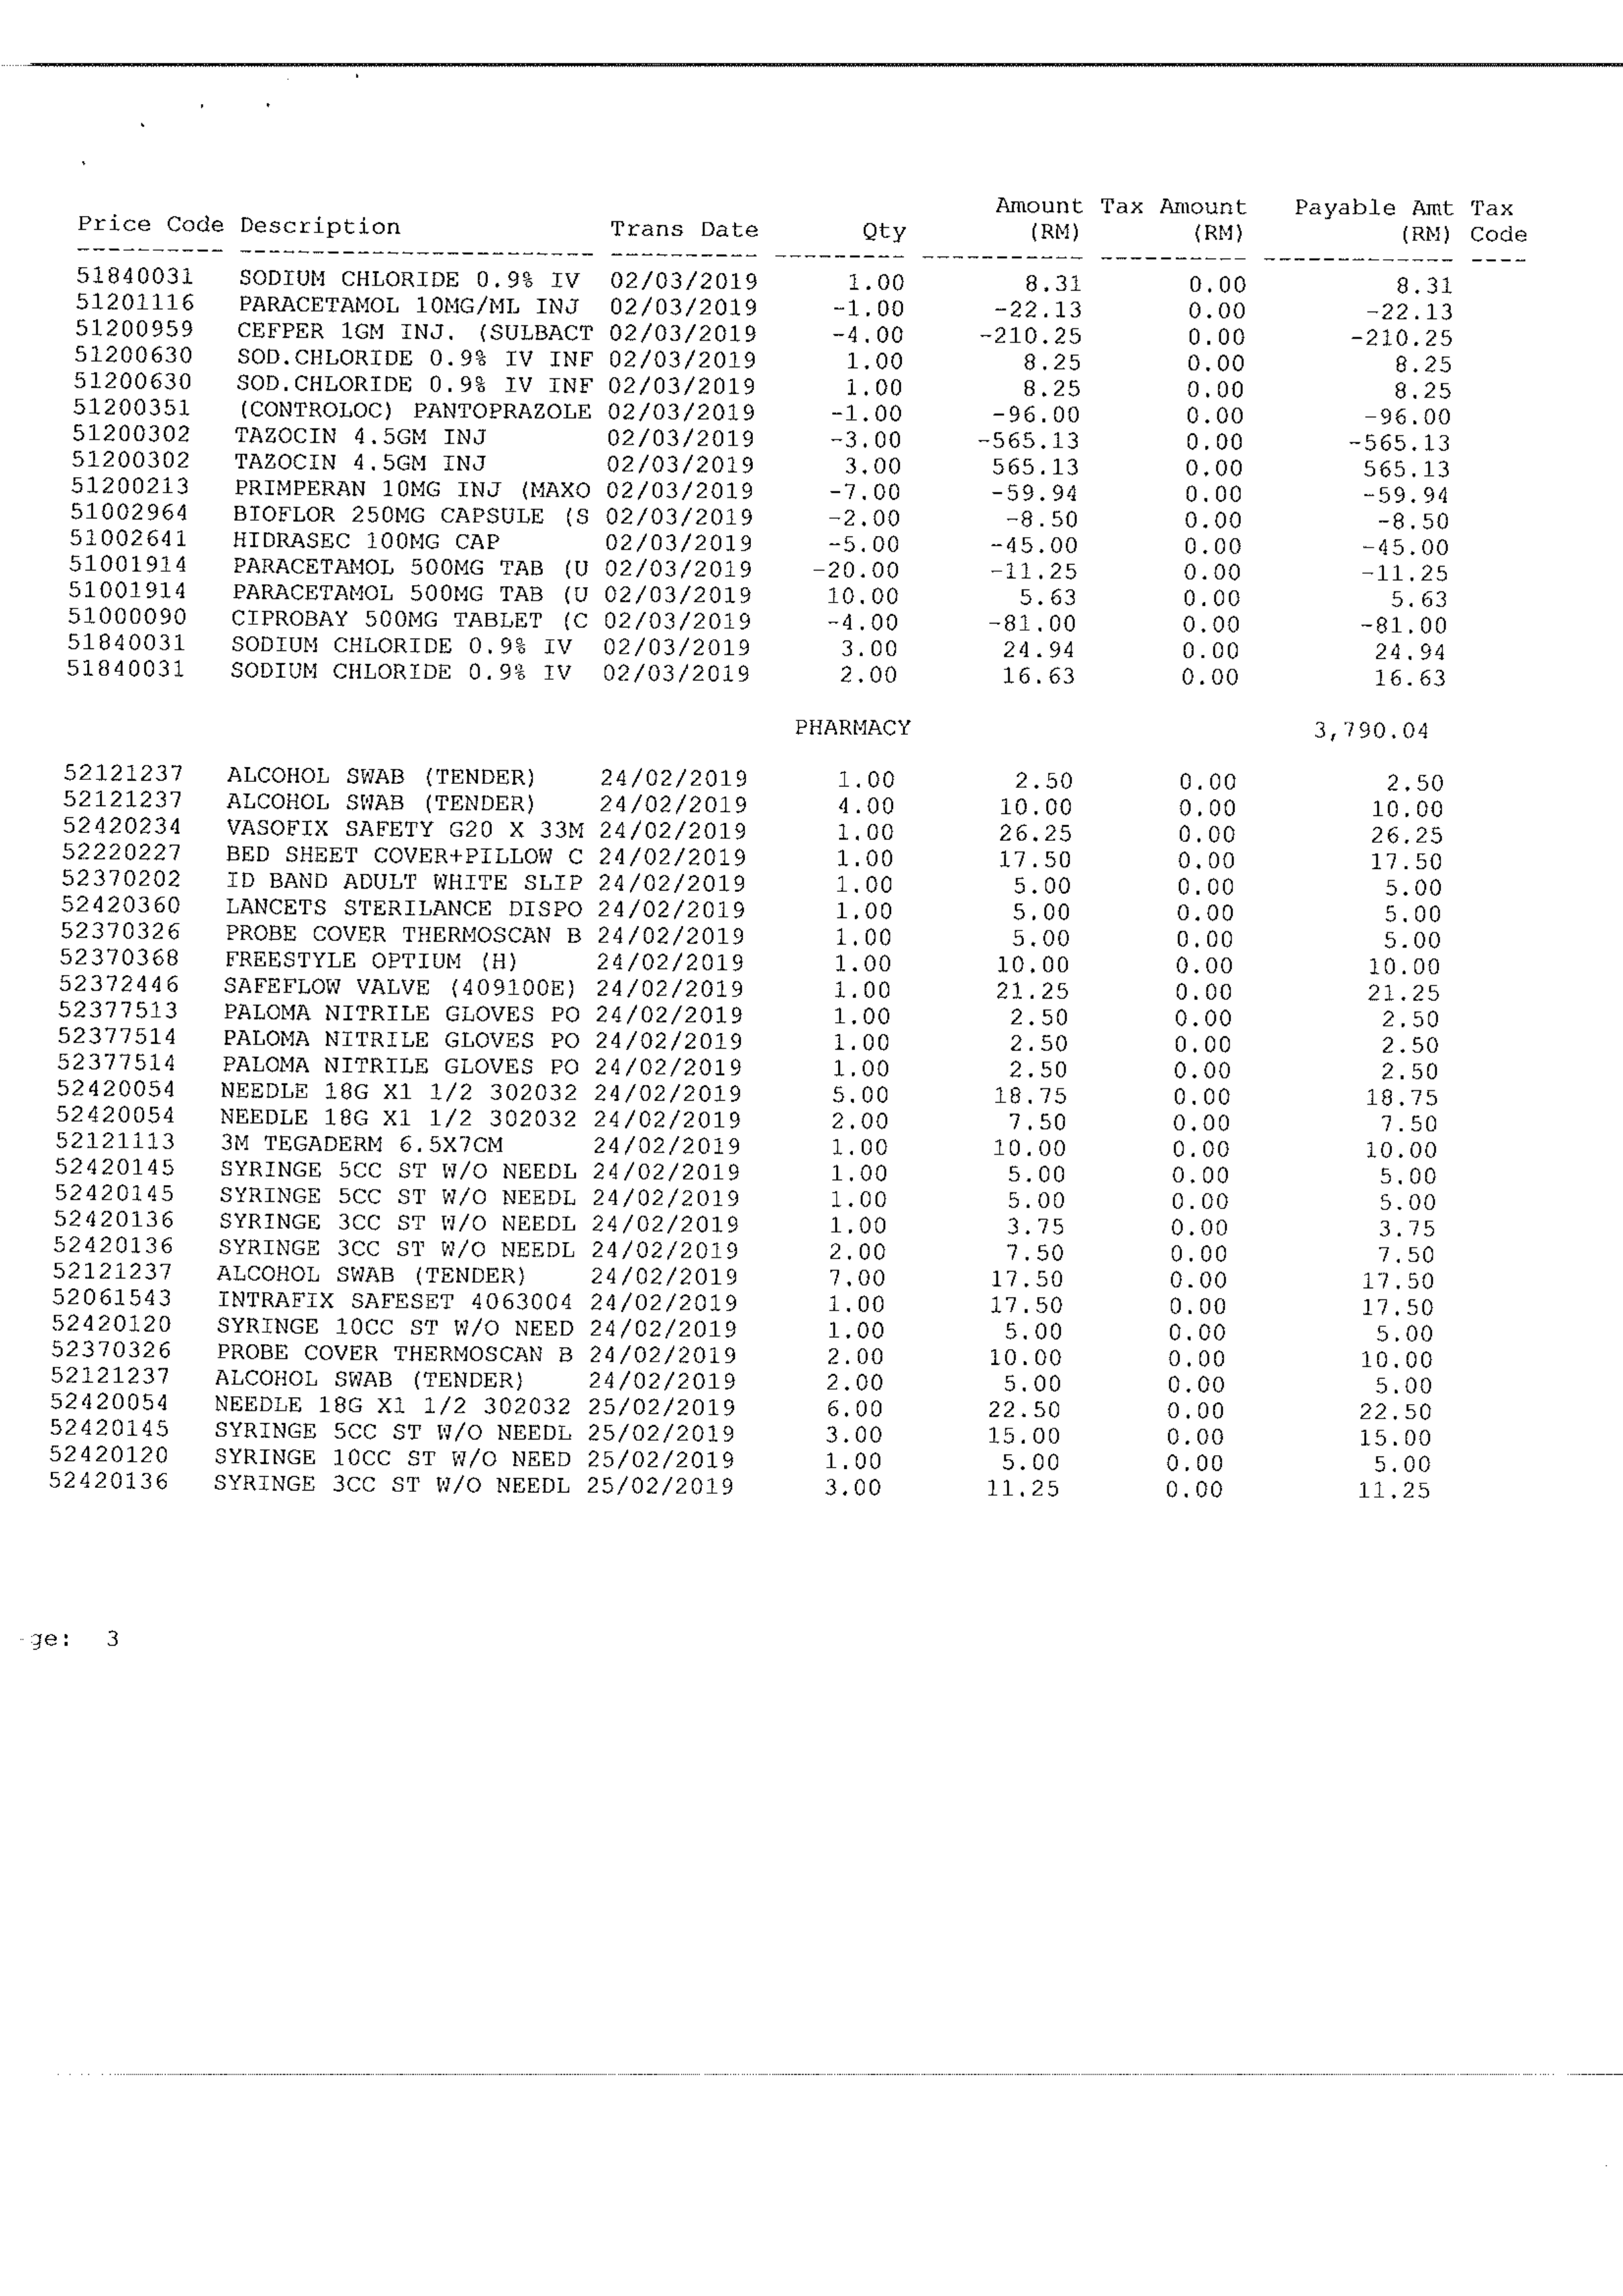 Amount Tax Amount Payable Amt Tax
Price Code Description Trans Date Qty (RM) (RM) (RM) Code
51840031 SODIUM CHLORIDE 0.9% IV 02/03/2019 1.00 8.31 0.00 8.31
51201116 PARACETAMOL 10MG/ML INJ 02/03/2019 -1.00 -22.13 0.00 -22.13
51200959 CEFPER 1GM INJ. (SULBACT 02/03/2019 -4.00 -210.25 0.00 -210.25
51200630 SOD.CHLORIDE 0.9% IV INF 02/03/2019 1.00 8.25 0.00 8.25
51200630 SOD.CHLORIDE 0.9% IV INF 02/03/2019 1.00 8.25 0.00 8.25
51200351 (CONTROLOC) PANTOPRAZOLE 02/03/2019 -1.00 -96.00 0.00 -96.00
51200302 TAZOCIN 4.5GM INJ 02/03/2019 -3.00 -565.13 0.00 -565.13
51200302 TAZOCIN 4.5GM INJ 02/03/2019 3.00 565.13 0.00 565.13
51200213 PRIMPERAN 10MG INJ (MAXO 02/03/2019 -7.00 -59.94 0.00 -59.94
51002964 BIOFLOR 250MG CAPSULE (S 02/03/2019 -2.00 -8.50 0.00 -8.50
51002641 HIDRASEC 100MG CAP 02/03/2019 -5.00 -45.00 0.00 -45.00
51001914 PARACETAMOL 500MG TAB (U 02/03/2019 -20.00 -11.25 0.00 -11.25
51001914 PARACETAMOL 500MG TAB (U 02/03/2019 10.00 5.63 0.00 5.63
51000090 CIPROBAY 500MG TABLET (C 02/03/2019 -4.00 -81.00 0.00 -81.00
51840031 SODIUM CHLORIDE 0.9% IV 02/03/2019 3.00 24.94 0.00 24.94
51840031 SODIUM CHLORIDE 0.9% IV 02/03/2019 2.00 16.63 0.00 16.63
PHARMACY 3,790.04
52121237 ALCOHOL SWAB (TENDER) 24/02/2019 1.00 2.50 0.00 2.50
52121237 ALCOHOL SWAB (TENDER) 24/02/2019 4.00 10.00 0.00 10.00
52420234 VASOFIX SAFETY G20 X 33M 24/02/2019 1.00 26.25 0.00 26.25
52220227 BED SHEET COVER+PILLOW C 24/02/2019 1.00 17.50 0.00 17.50
52370202 ID BAND ADULT WHITE SLIP 24/02/2019 1.00 5.00 0.00 5.00
52420360 LANCETS STERILANCE DISPO 24/02/2019 1.00 5.00 0.00 5.00
52370326 PROBE COVER THERMOSCAN B 24/02/2019 1.00 5.00 0.00 5.00
52370368 FREESTYLE OPTIUM (H) 24/02/2019 1.00 10.00 0.00 10.00
52372446 SAFEFLOW VALVE (409100E) 24/02/2019 1.00 21.25 0.00 21.25
52377513 PALOMA NITRILE GLOVES PO 24/02/2019 1.00 2.50 0.00 2.50
52377514 PALOMA NITRILE GLOVES PO 24/02/2019 1.00 2.50 0.00 2.50
52377514 PALOMA NITRILE GLOVES PO 24/02/2019 1.00 2.50 0.00 2.50
52420054 NEEDLE 18G X1 1/2 302032 24/02/2019 5.00 18.75 0.00 18.75
52420054 NEEDLE 18G X1 1/2 302032 24/02/2019 2.00 7.50 0.00 7.50
52121113 3M TEGADERM 6.5X7CM 24/02/2019 1.00 10.00 0.00 10.00
52420145 SYRINGE 5CC ST W/O NEEDL 24/02/2019 1.00 5.00 0.00 5.00
52420145 SYRINGE 5CC ST W/O NEEDL 24/02/2019 1.00 5.00 0.00 5.00
52420136 SYRINGE 3CC ST W/O NEEDL 24/02/2019 1.00 3.75 0.00 3.75
52420136 SYRINGE 3CC ST W/O NEEDL 24/02/2019 2.00 7.50 0.00 7.50
52121237 ALCOHOL SWAB (TENDER) 24/02/2019 7.00 17.50 0.00 17.50
52061543 INTRAFIX SAFESET 4063004 24/02/2019 1.00 17.50 0.00 17.50
52420120 SYRINGE 10CC ST W/O NEED 24/02/2019 1.00 5.00 0.00 5.00
52370326 PROBE COVER THERMOSCAN B 24/02/2019 2.00 10.00 0.00 10.00
52121237 ALCOHOL SWAB (TENDER) 24/02/2019 2.00 5.00 0.00 5.00
52420054 NEEDLE 18G X1 1/2 302032 25/02/2019 6.00 22.50 0.00 22.50
52420145 SYRINGE 5CC ST W/O NEEDL 25/02/2019 3.00 15.00 0.00 15.00
52420120 SYRINGE 10CC ST W/O NEED 25/02/2019 1.00 5.00 0.00 5.00
52420136 SYRINGE 3CC ST W/O NEEDL 25/02/2019 3.00 11.25 0.00 11.25
ge: 3